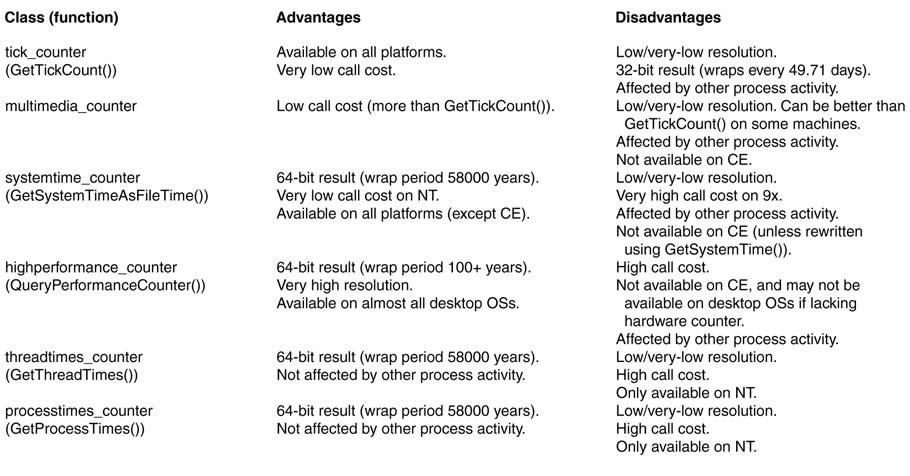 Class (function) Advantages Disadvantages
tick_counter Available on all platforms. Low/very-low resolution.
(GetTickCount()) Very low call cost. 32-bit result (wraps every 49.71 days).
Affected by other process activity.
multimedia_counter Low call cost (more than GetTickCount()). Low/very-low resolution. Can be better than
GetTickCount() on some machines.
Affected by other process activity.
Not available on CE.
systemtime_counter 64-bit result (wrap period 58000 years). Low/very-low resolution.
(GetSystemTimeAsFileTime()) Very low call cost on NT. Very high call cost on 9x.
Available on all platforms (except CE). Affected by other process activity.
Not available on CE (unless rewritten
using GetSystemTime()).
highperformance_counter 64-bit result (wrap period 100+ years). High call cost.
(QueryPerformanceCounter()) Very high resolution. Not available on CE, and may not be
Available on almost all desktop OSs. available on desktop OSs if lacking
hardware counter.
Affected by other process activity.
threadtimes_counter 64-bit result (wrap period 58000 years). Low/very-low resolution.
(GetThreadTimes()) Not affected by other process activity. High call cost.
Only available on NT.
processtimes_counter 64-bit result (wrap period 58000 years). Low/very-low resolution.
(GetProcessTimes()) Not affected by other process activity. High call cost.
Only available on NT.